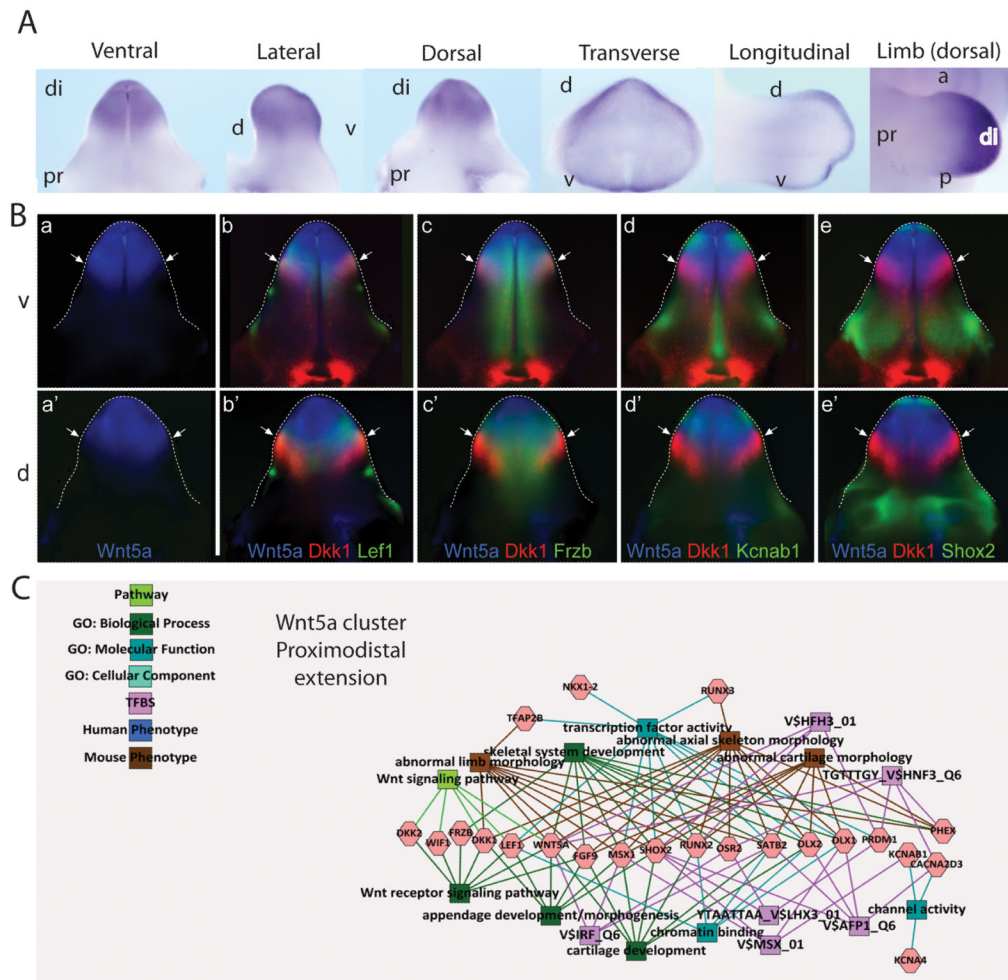 A
Ventral Lateral Dorsal Transverse Longitudinal Limb (dorsal)
di di d d a
d v pr di
pr pr v v p
B
a b c d e
v
a' b' c' d' e'
d
Wnt5a Wnt5a Dkk1 Lef1 Wnt5a Dkk1 Frzb Wnt5a Dkk1 Kcnab1 Wnt5a Dkk1 Shox2
C
Pathway
GO: Biological Process
GO: Molecular Function
GO: Cellular Component
TFBS
Human Phenotype
Mouse Phenotype
Wnt5a cluster
Proximodistal
extension
NKX1-2
RUNX3
TFAP2B
transcription factor activity
V$HFH3_01
abnormal axial skeleton morphology
skeletal system development
abnormal cartilage morphology
abnormal limb morphology
TGTTTGY_V$HNF3_Q6
Wnt signaling pathway
DKK2 WIF1 FRZB DKK1 LEF1 WNT5A FGF9 MSX1 SHOX2 RUNX2 OSR2 SATB2 DLX2 DLX1 PRDM1 KCNAB1 CACNA2D3 PHEX
Wnt receptor signaling pathway
appendage development/morphogenesis
YTAATTAA_V$LHX3_01
channel activity
V$IRF_Q6
chromatin binding
V$AFP1_Q6
cartilage development
V$MSX_01
KCNA4